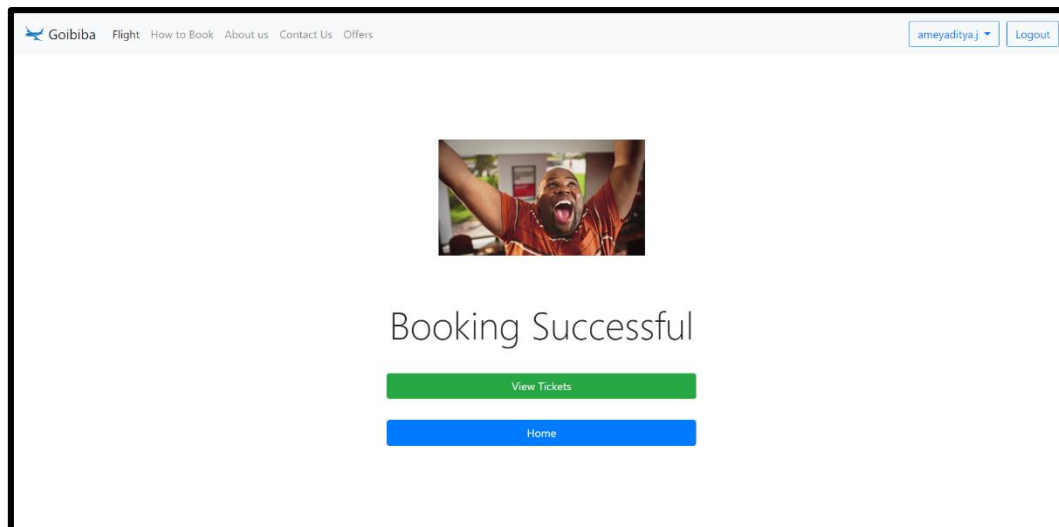 Goibiba Flight How to Book About us Contact Us Offers ameyaditya.j Logout
Booking Successful
View Tickets
Home